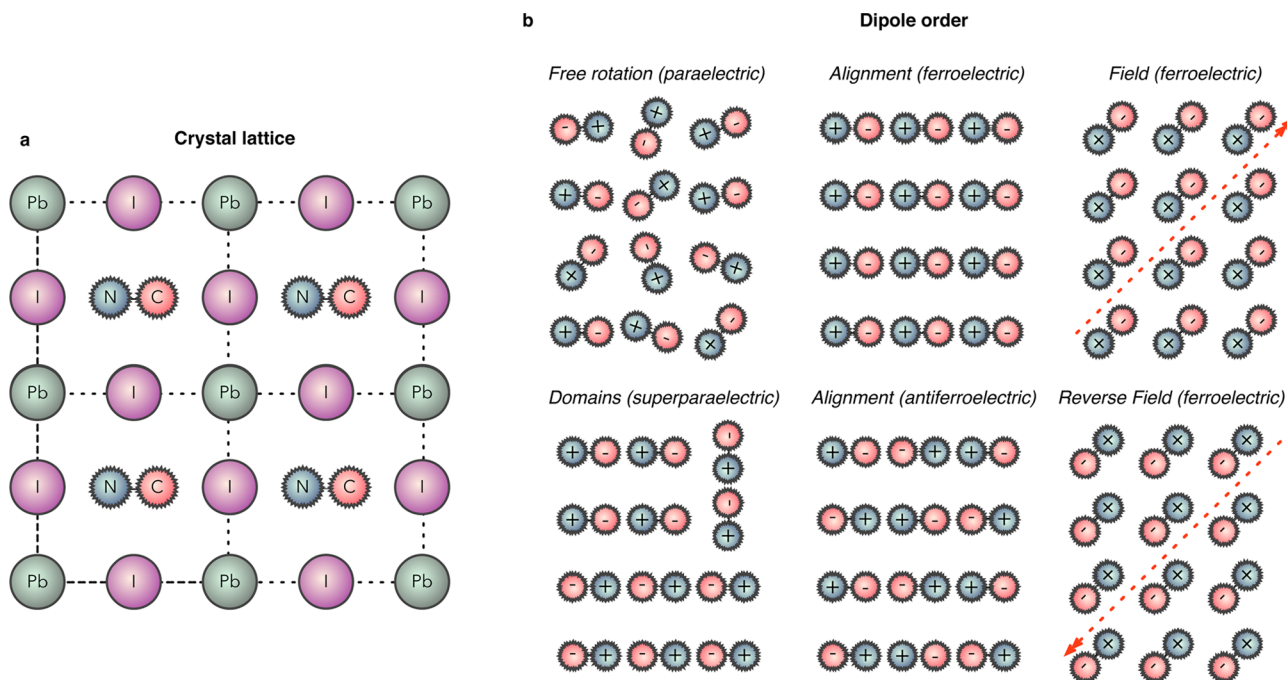 a
Crystal lattice
Pb I Pb I Pb
I N C I N C I
Pb I Pb I Pb
I N C I N C I
Pb I Pb I Pb
b
Dipole order
Free rotation (paraelectric)
- + + - + -
+ - - + + -
+ - - + - +
+ - + - + -
Alignment (ferroelectric)
+ - + - + -
+ - + - + -
+ - + - + -
+ - + - + -
Field (ferroelectric)
+ - + - + -
+ - + - + -
+ - + - + -
+ - + - + -
Domains (superparaelectric)
+ - + - -
+
+ - + - -
+
- + - + - +
- + - + - +
Alignment (antiferroelectric)
+ - - + + -
- + + - - +
+ - - + + -
- + + - - +
Reverse Field (ferroelectric)
- + - + - +
- + - + - +
- + - + - +
- + - + - +